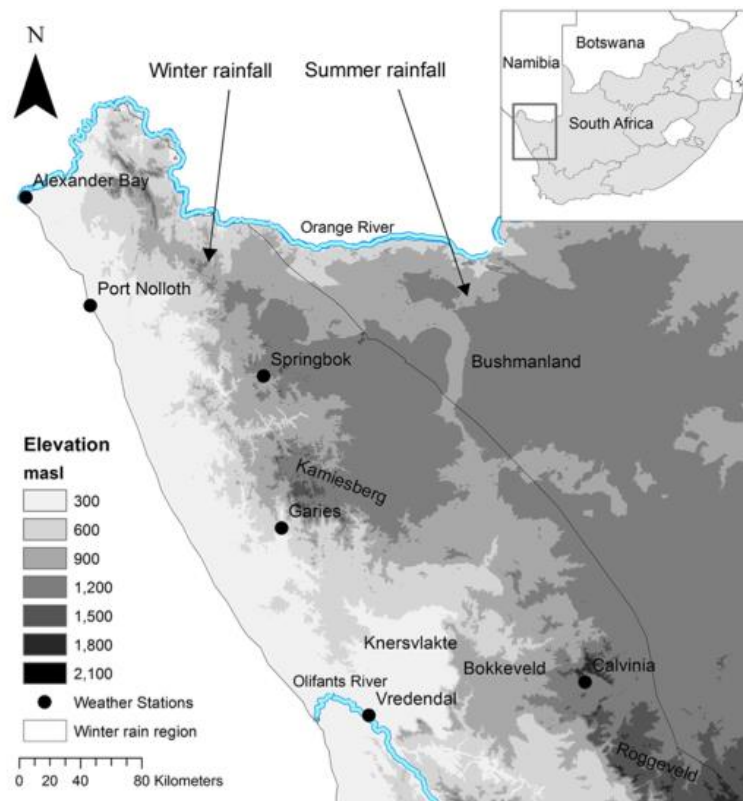 N
Winter rainfall
Summer rainfall
Botswana
Namibia
South Africa
Alexander Bay
Orange River
Port Nolloth
Springbok
Bushmanland
Kamiesberg
Garies
Knersvlakte
Bokkeveld
Calvinia
Olifants River
Vredendal
Roggeveld
Elevation
masl
300
600
900
1,200
1,500
1,800
2,100
Weather Stations
Winter rain region
0 20 40 80 Kilometers